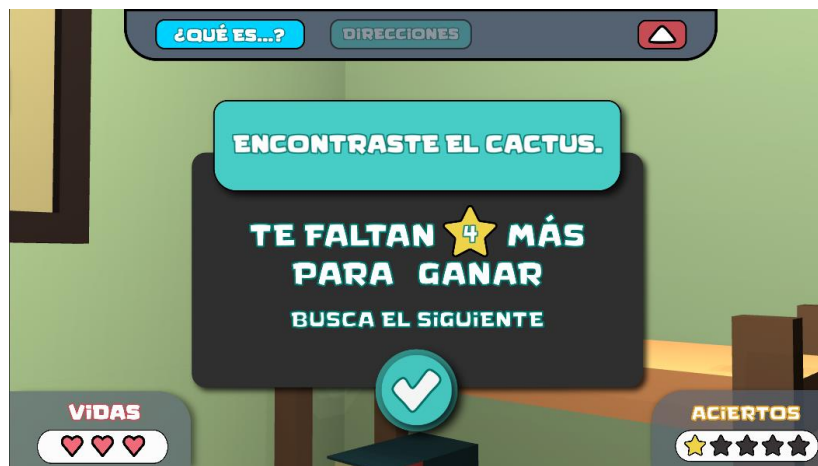 ¿QUÉ ES...?
DIRECCIONES
ENCONTRASTE EL CACTUS.
TE FALTAN 4 MÁS
PARA GANAR
BUSCA EL SIGUIENTE
VIDAS
ACIERTOS